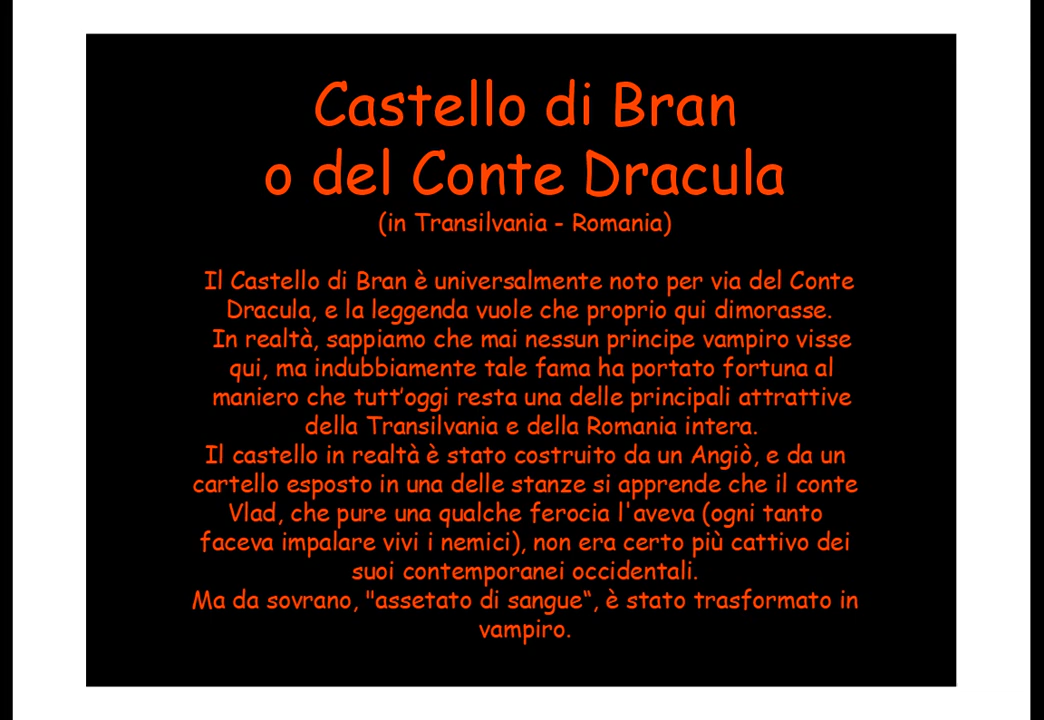 Castello di Bran
o del Conte Dracula
(in Transilvania - Romania)
Il Castello di Bran è universalmente noto per via del Conte
Dracula, e la leggenda vuole che proprio qui dimorasse.
In realtà, sappiamo che mai nessun principe vampiro visse
qui, ma indubbiamente tale fama ha portato fortuna al
maniero che tutt’oggi resta una delle principali attrattive
della Transilvania e della Romania intera.
Il castello in realtà è stato costruito da un Angiò, e da un
cartello esposto in una delle stanze si apprende che il conte
Vlad, che pure una qualche ferocia l'aveva (ogni tanto
faceva impalare vivi i nemici), non era certo più cattivo dei
suoi contemporanei occidentali.
Ma da sovrano, "assetato di sangue“, è stato trasformato in
vampiro.